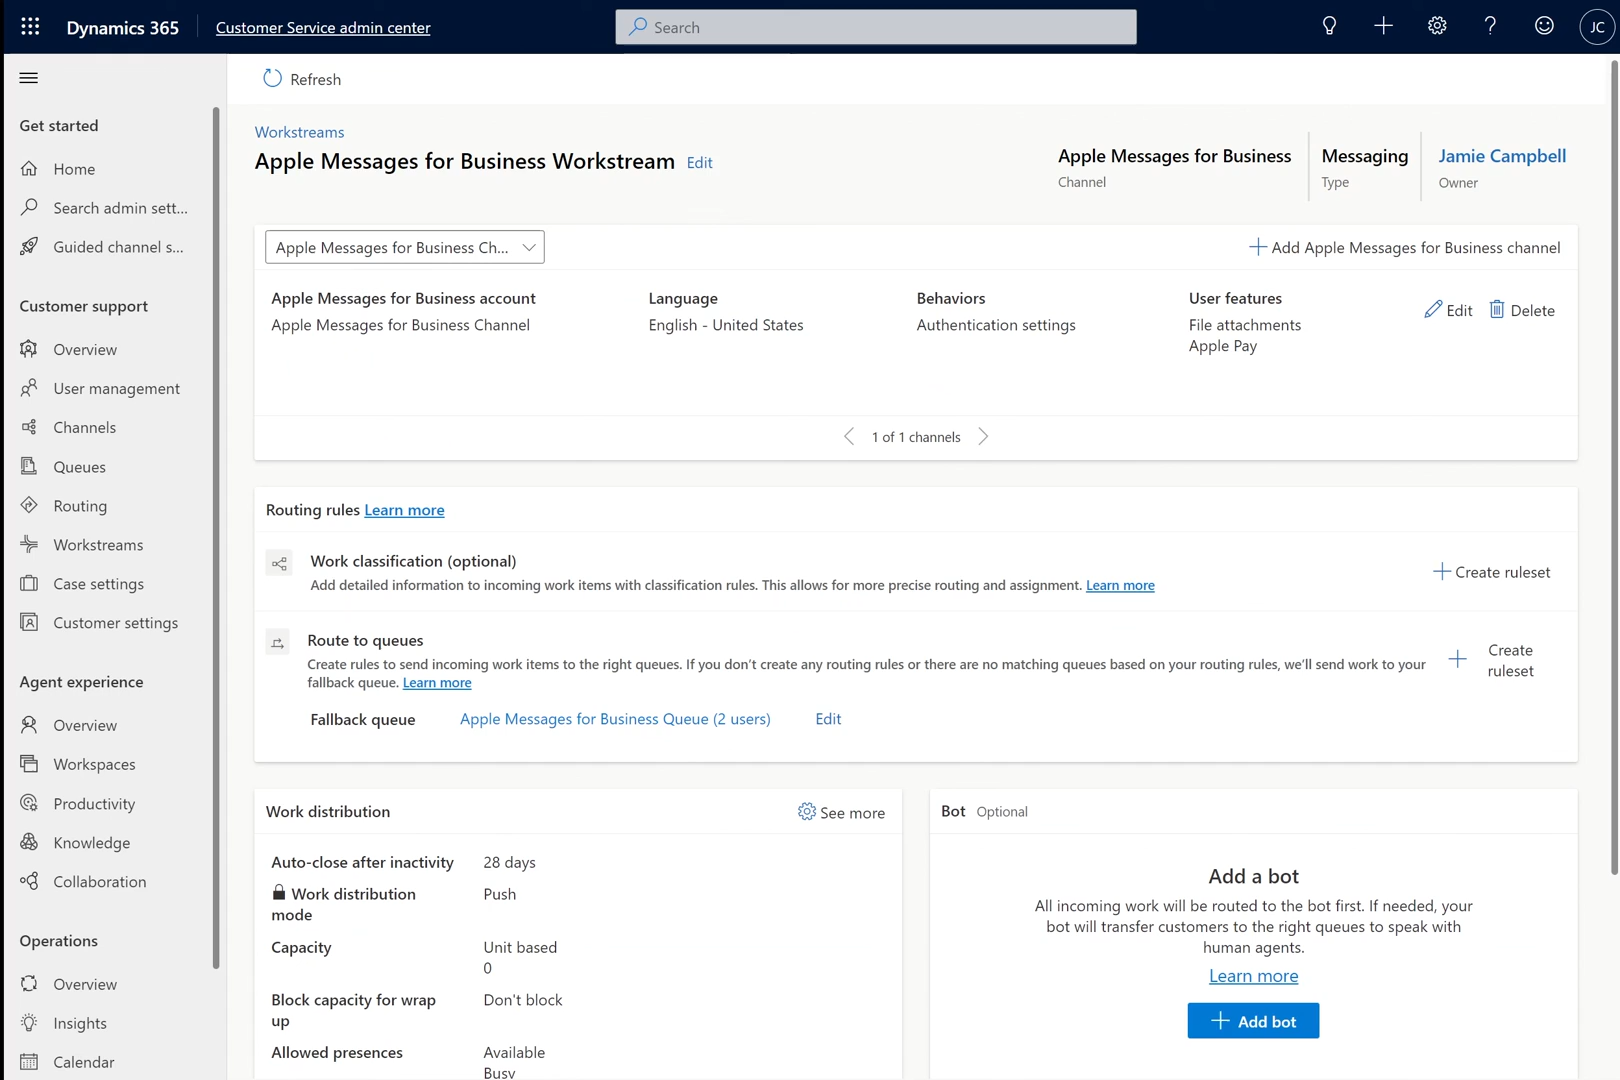 Dynamics 365
Customer Service admin center
Search
JC
Refresh
Get started
Home
Search admin sett...
Guided channel s...
Customer support
Overview
User management
Channels
Queues
Routing
Workstreams
Case settings
Customer settings
Agent experience
Overview
Workspaces
Productivity
Knowledge
Collaboration
Operations
Overview
Insights
Calendar
Workstreams
Apple Messages for Business Workstream Edit
Apple Messages for Business
Channel
Messaging
Type
Jamie Campbell
Owner
Apple Messages for Business Ch...
Add Apple Messages for Business channel
Apple Messages for Business account
Apple Messages for Business Channel
Language
English - United States
Behaviors
Authentication settings
User features
File attachments
Apple Pay
Edit
Delete
1 of 1 channels
Routing rules Learn more
Work classification (optional)
Add detailed information to incoming work items with classification rules. This allows for more precise routing and assignment. Learn more
Create ruleset
Route to queues
Create rules to send incoming work items to the right queues. If you don't create any routing rules or there are no matching queues based on your routing rules, we'll send work to your
fallback queue. Learn more
Create
ruleset
Fallback queue
Apple Messages for Business Queue (2 users)
Edit
Work distribution
See more
Auto-close after inactivity
28 days
Work distribution
mode
Push
Capacity
Unit based
0
Block capacity for wrap
up
Don't block
Allowed presences
Available
Busy
Bot Optional
Add a bot
All incoming work will be routed to the bot first. If needed, your
bot will transfer customers to the right queues to speak with
human agents.
Learn more
Add bot